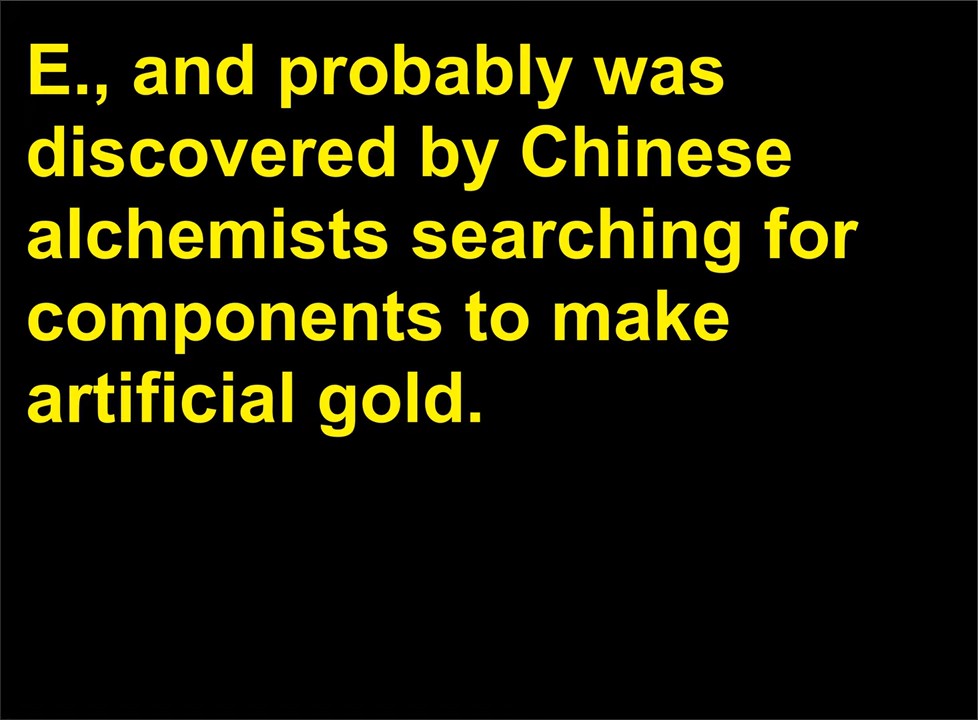 E., and probably was
discovered by Chinese
alchemists searching for
components to make
artificial gold.